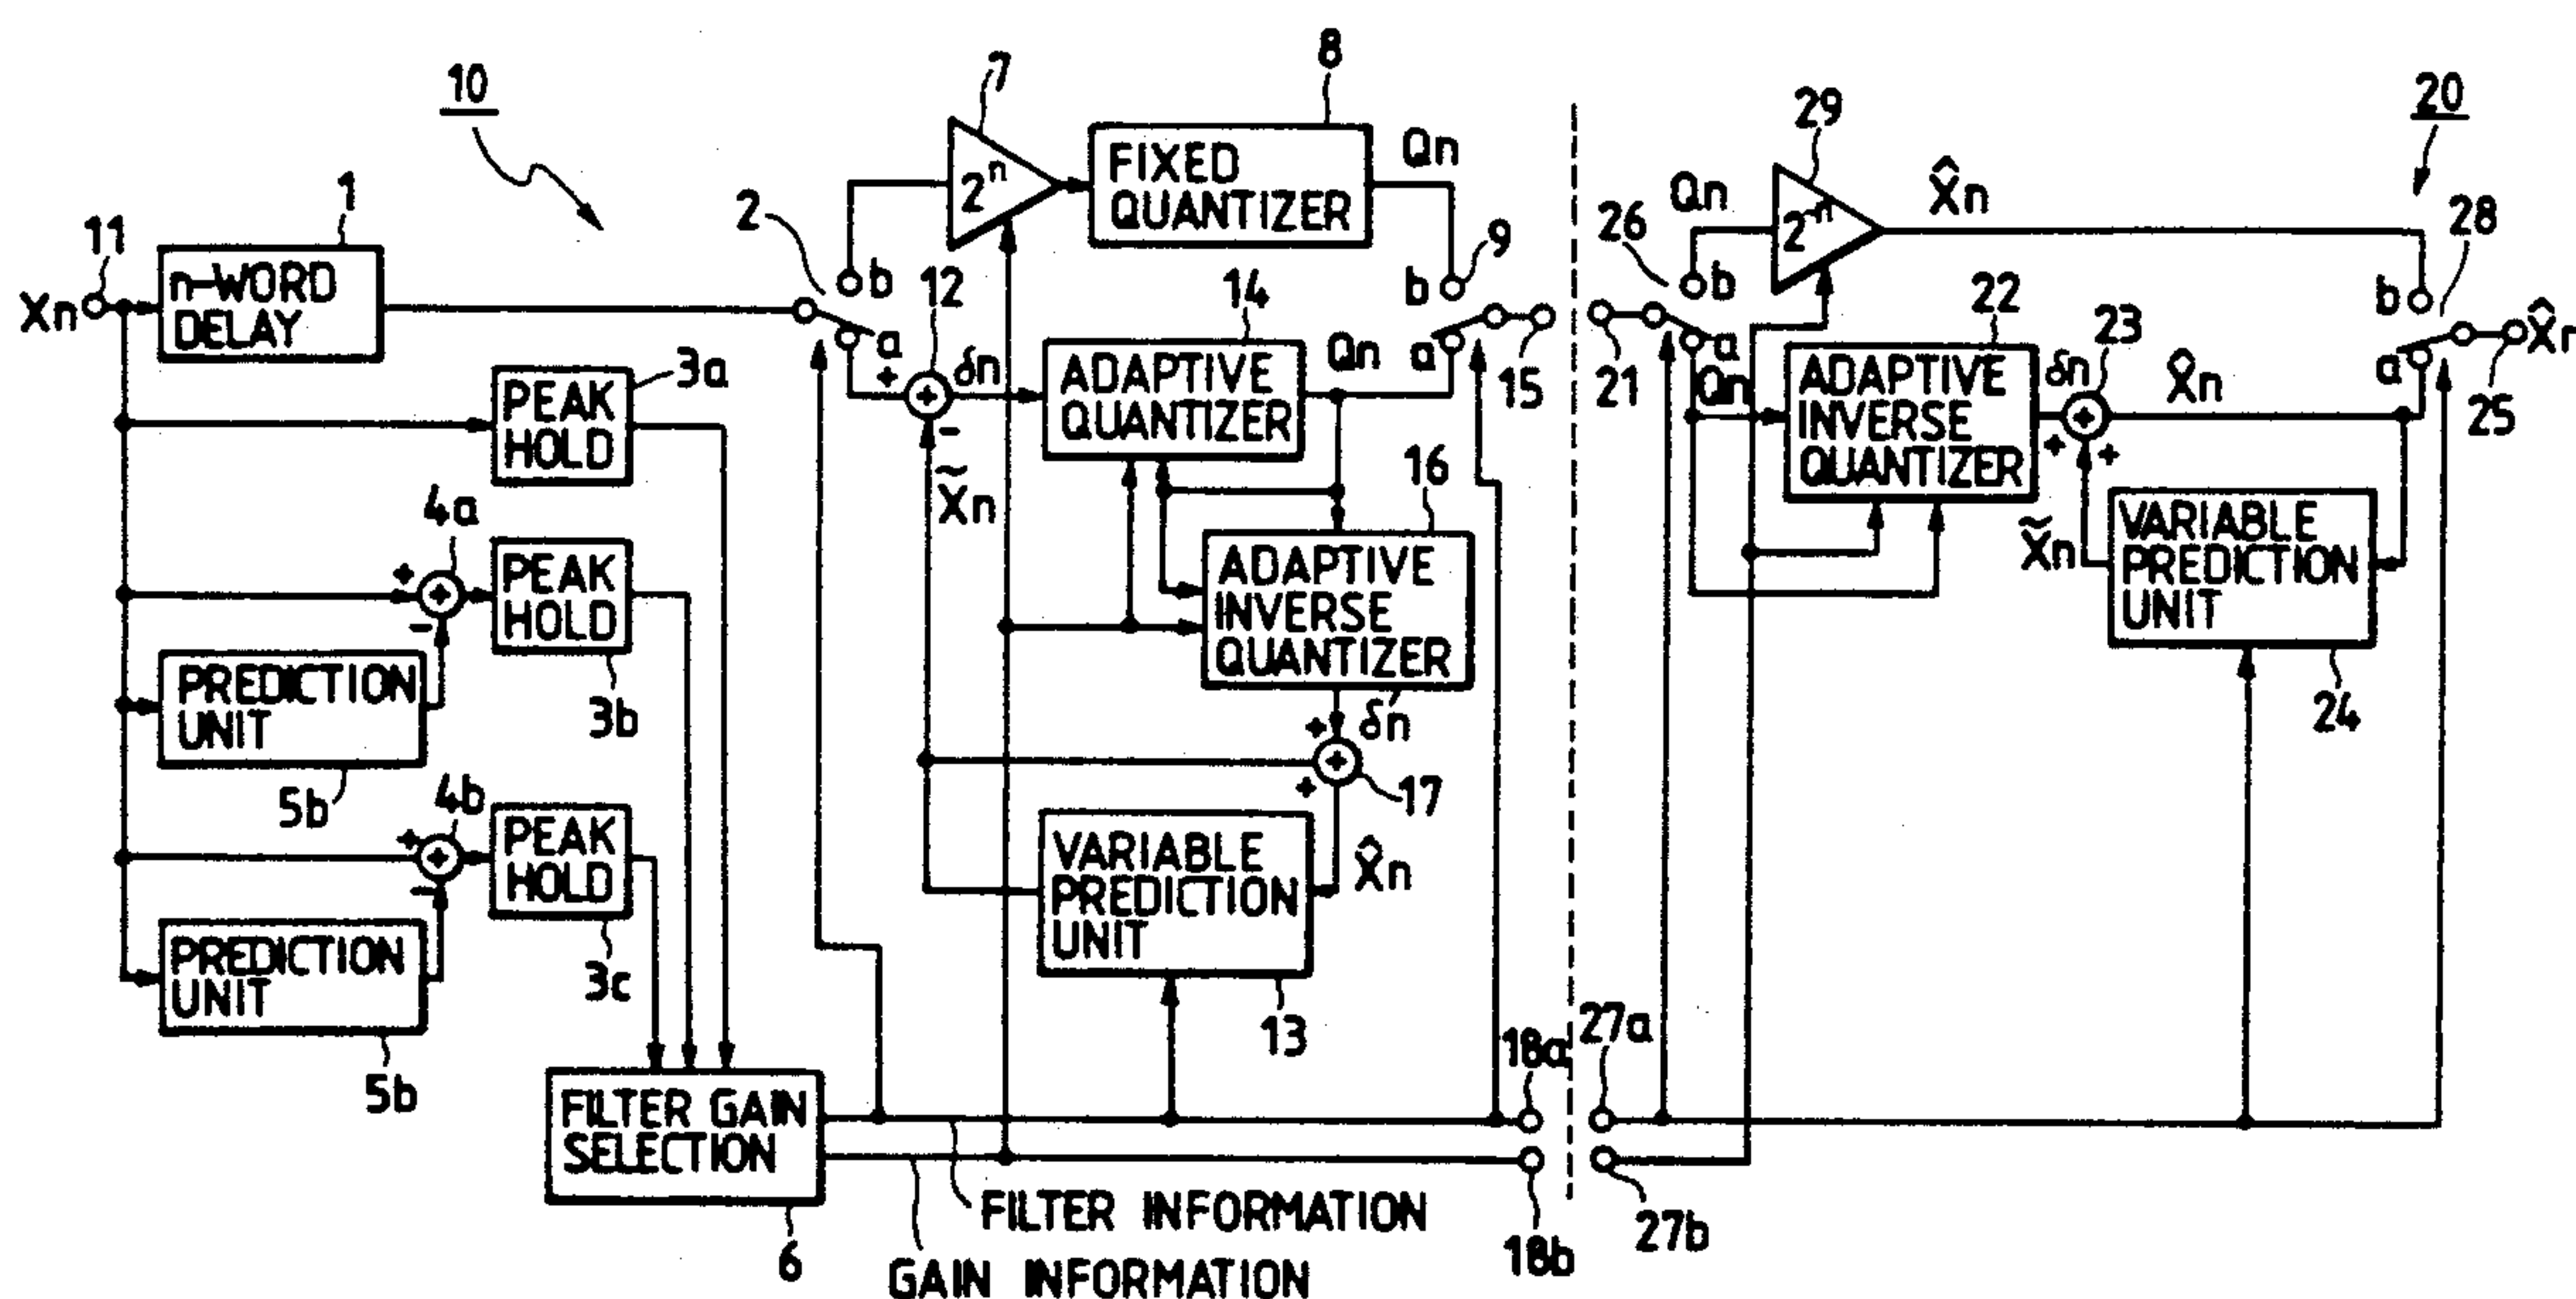 10
20
11
Xn
1
n-WORD
DELAY
2
b
a
7
2^n
8
FIXED
QUANTIZER
Qn
9
b
a
15
12
+
-
δn
X̃n
14
ADAPTIVE
QUANTIZER
Qn
16
ADAPTIVE
INVERSE
QUANTIZER
δn
+
+
17
X̂n
VARIABLE
PREDICTION
UNIT
13
PEAK
HOLD
3a
4a
+
-
PEAK
HOLD
3b
PREDICTION
UNIT
5b
4b
+
-
PEAK
HOLD
3c
PREDICTION
UNIT
5b
FILTER GAIN
SELECTION
6
FILTER INFORMATION
GAIN INFORMATION
18a
18b
27a
27b
21
26
b
a
Qn
Qn
29
2^-n
X̂n
22
ADAPTIVE
INVERSE
QUANTIZER
δn
23
+
+
X̂n
X̃n
VARIABLE
PREDICTION
UNIT
24
28
b
a
25
X̂n